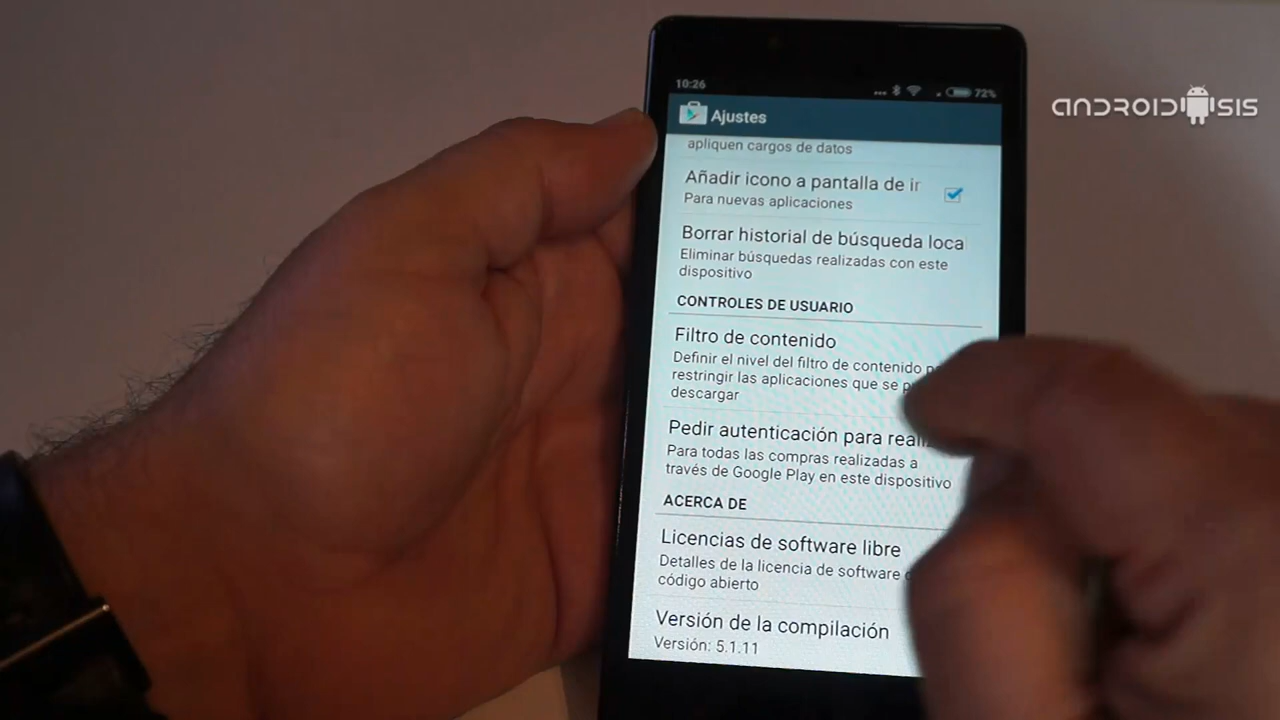 10:26
72%
ANDROID SIS
Ajustes
apliquen cargos de datos
Añadir icono a pantalla de
Para nuevas aplicaciones
Borrar historial de búsqueda loca
Eliminar búsquedas realizadas con este
dispositivo
CONTROLES DE USUARIO
Filtro de contenido
Definir el nivel del filtro de contenido
restringir las aplicaciones que se
descargar
Pedir autenticación para
Para todas las compras realizadas a
través de Google Play en este dispositivo
ACERCA DE
Licencias de software libre
Detalles de la licencia de software
código abierto
Versión de la compilación
Versión: 5.1.11